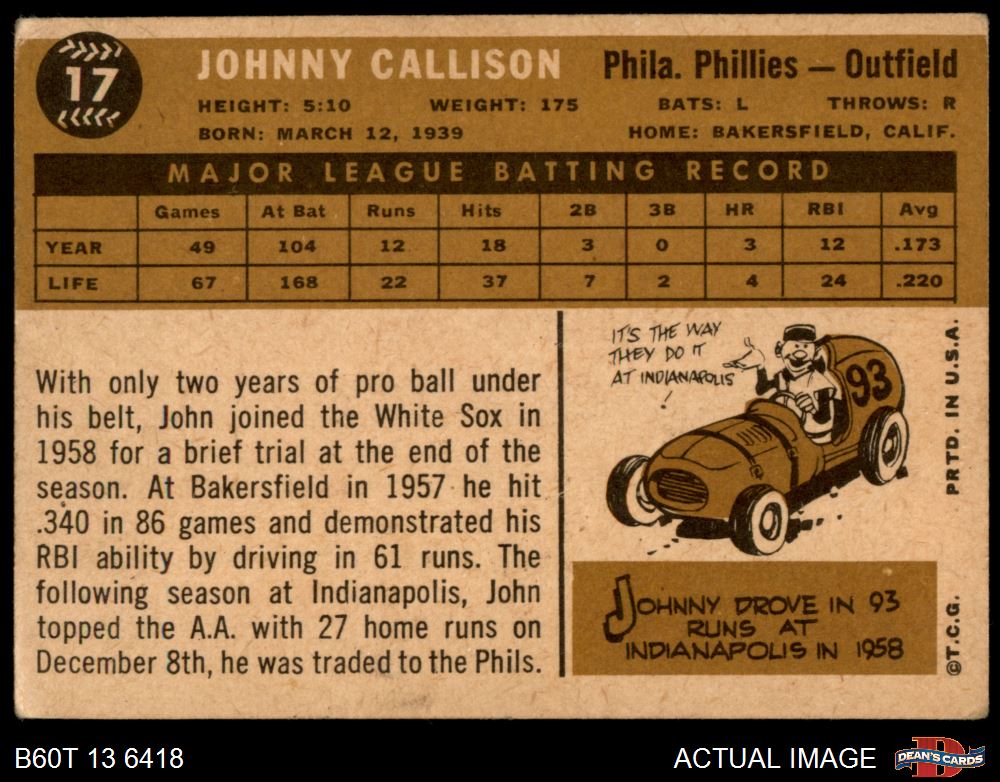 17
JOHNNY CALLISON
Phila. Phillies — Outfield
HEIGHT: 5:10 WEIGHT: 175 BATS: L THROWS: R
BORN: MARCH 12, 1939 HOME: BAKERSFIELD, CALIF.
MAJOR LEAGUE BATTING RECORD
Games At Bat Runs Hits 2B 3B HR RBI Avg
YEAR 49 104 12 18 3 0 3 12 .173
LIFE 67 168 22 37 7 2 4 24 .220
With only two years of pro ball under
his belt, John joined the White Sox in
1958 for a brief trial at the end of the
season. At Bakersfield in 1957 he hit
.340 in 86 games and demonstrated his
RBI ability by driving in 61 runs. The
following season at Indianapolis, John
topped the A.A. with 27 home runs on
December 8th, he was traded to the Phils.
IT'S THE WAY
THEY DO IT
AT INDIANAPOLIS
!
93
JOHNNY DROVE IN 93
RUNS AT
INDIANAPOLIS IN 1958
PRTD. IN U.S.A.
©T.C.G.
B60T 13 6418
ACTUAL IMAGE
D
DEAN'S CARDS